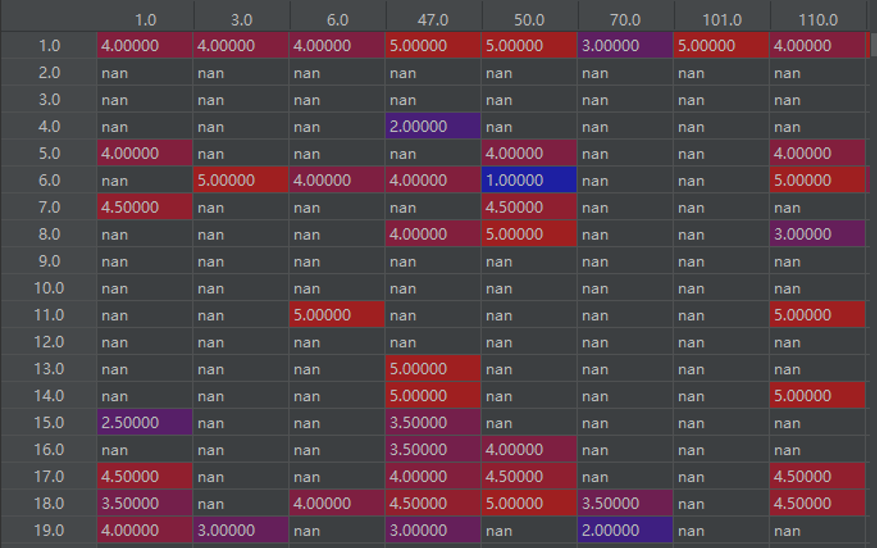 1.0 3.0 6.0 47.0 50.0 70.0 101.0 110.0
1.0 4.00000 4.00000 4.00000 5.00000 5.00000 3.00000 5.00000 4.00000
2.0 nan nan nan nan nan nan nan nan
3.0 nan nan nan nan nan nan nan nan
4.0 nan nan nan 2.00000 nan nan nan nan
5.0 4.00000 nan nan nan 4.00000 nan nan 4.00000
6.0 nan 5.00000 4.00000 4.00000 1.00000 nan nan 5.00000
7.0 4.50000 nan nan nan 4.50000 nan nan nan
8.0 nan nan nan 4.00000 5.00000 nan nan 3.00000
9.0 nan nan nan nan nan nan nan nan
10.0 nan nan nan nan nan nan nan nan
11.0 nan nan 5.00000 nan nan nan nan 5.00000
12.0 nan nan nan nan nan nan nan nan
13.0 nan nan nan 5.00000 nan nan nan nan
14.0 nan nan nan 5.00000 nan nan nan 5.00000
15.0 2.50000 nan nan 3.50000 nan nan nan nan
16.0 nan nan nan 3.50000 4.00000 nan nan nan
17.0 4.50000 nan nan 4.00000 4.50000 nan nan 4.50000
18.0 3.50000 nan 4.00000 4.50000 5.00000 3.50000 nan 4.50000
19.0 4.00000 3.00000 nan 3.00000 nan 2.00000 nan nan